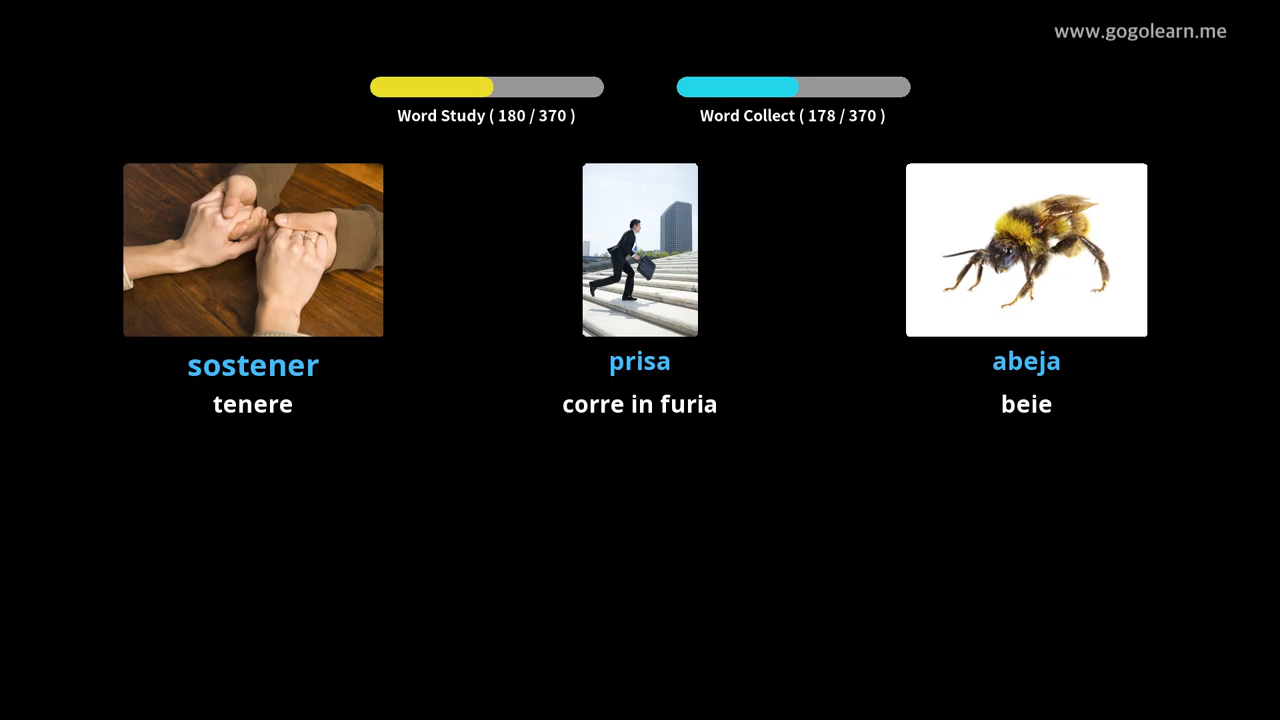 www.gogolearn.me
Word Study ( 180 / 370 )
Word Collect ( 178 / 370 )
sostener
prisa
abeja
tenere
corre in furia
beie